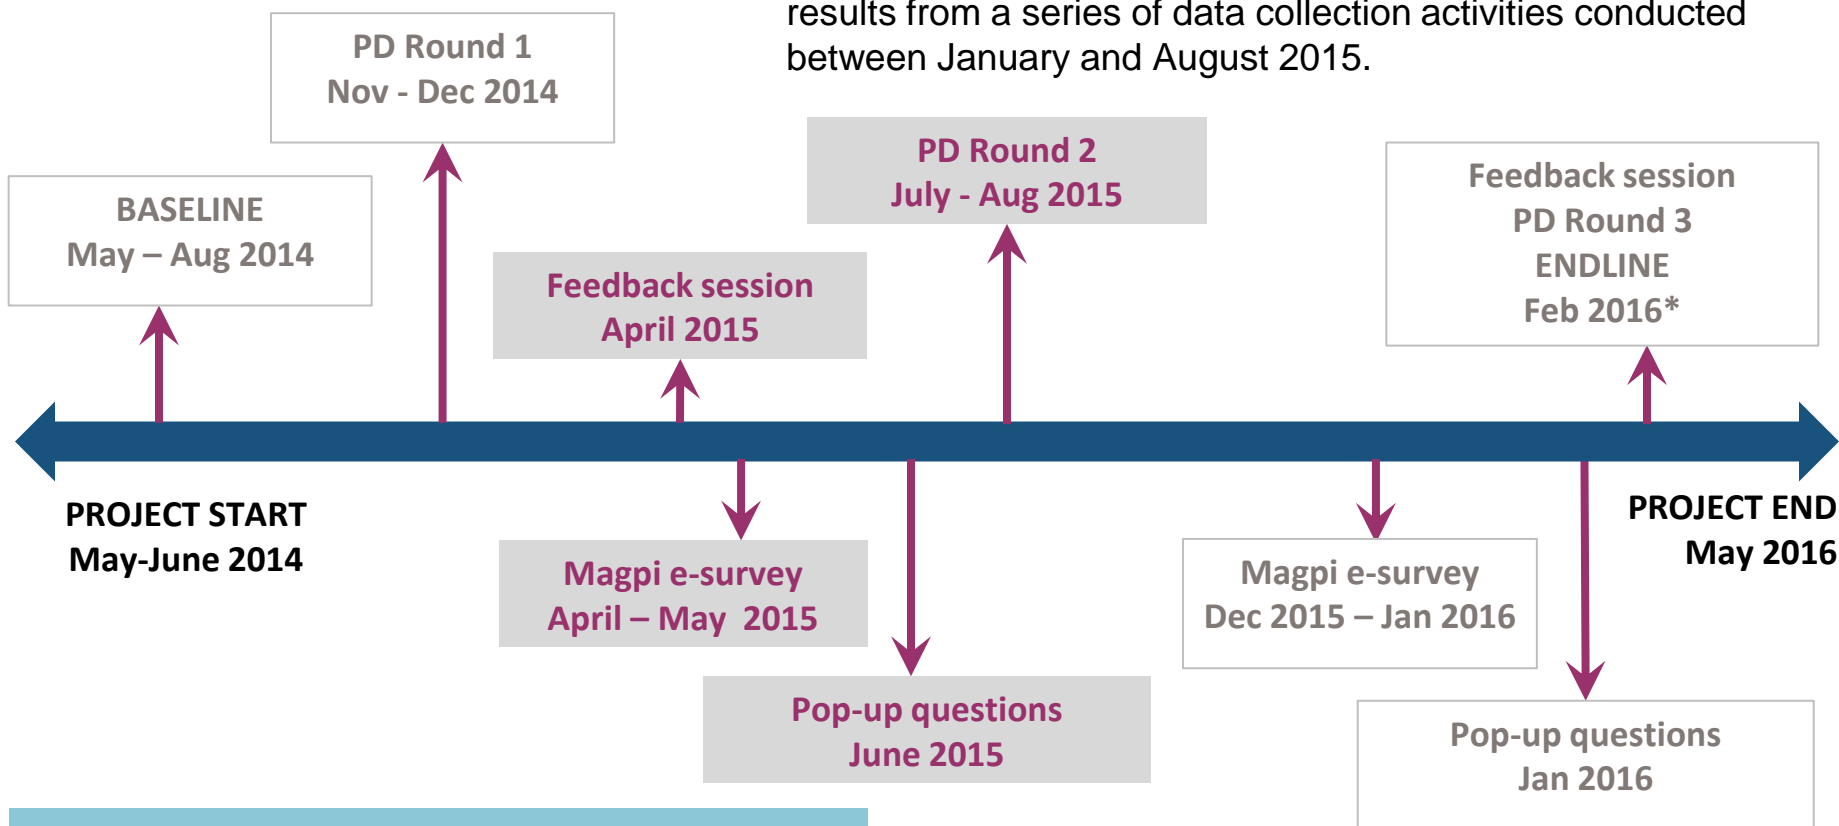 results from a series of data collection activities conducted
between January and August 2015.
PD Round 1
Nov - Dec 2014
BASELINE
May – Aug 2014
Feedback session
April 2015
PD Round 2
July - Aug 2015
Feedback session
PD Round 3
ENDLINE
Feb 2016*
PROJECT START
May-June 2014
Magpi e-survey
April – May  2015
Pop-up questions
June 2015
Magpi e-survey
Dec 2015 – Jan 2016
Pop-up questions
Jan 2016
PROJECT END
May 2016